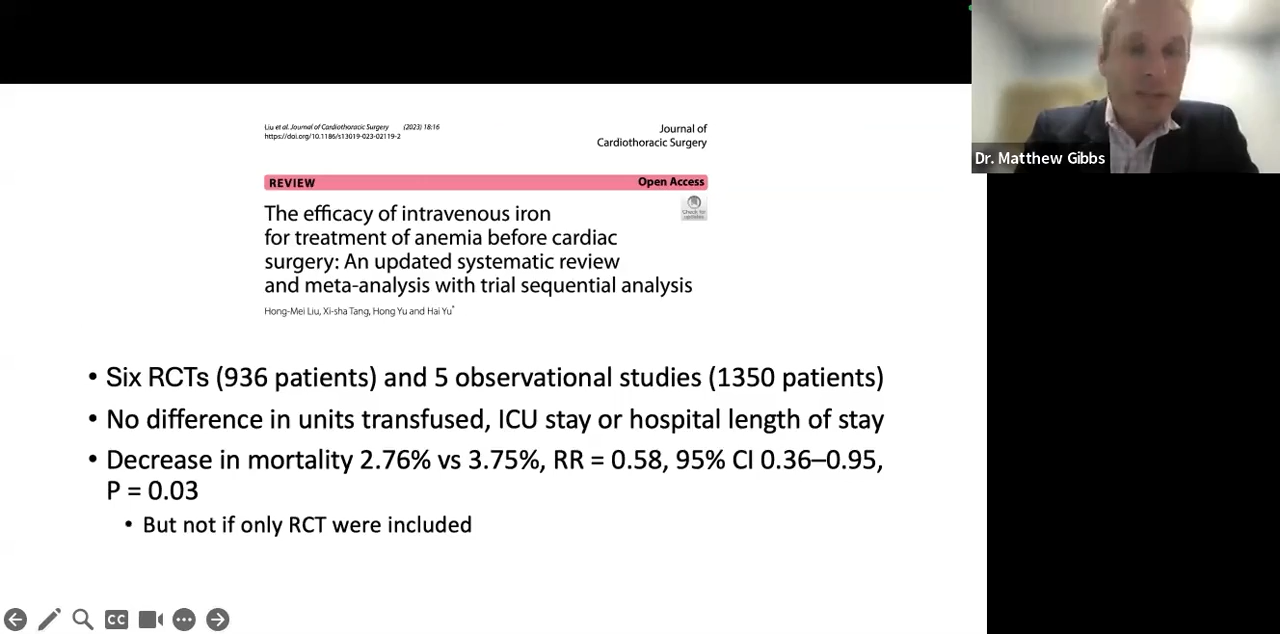 Liu et al. Journal of Cardiothoracic Surgery (2023) 18:16
https://doi.org/10.1186/s13019-023-02119-2
Journal of
Cardiothoracic Surgery
REVIEW
Open Access
Check for
updates
The efficacy of intravenous iron
for treatment of anemia before cardiac
surgery: An updated systematic review
and meta-analysis with trial sequential analysis
Hong-Mei Liu, Xi-sha Tang, Hong Yu and Hai Yu*
• Six RCTs (936 patients) and 5 observational studies (1350 patients)
• No difference in units transfused, ICU stay or hospital length of stay
• Decrease in mortality 2.76% vs 3.75%, RR = 0.58, 95% CI 0.36–0.95,
P = 0.03
• But not if only RCT were included
Dr. Matthew Gibbs
CC